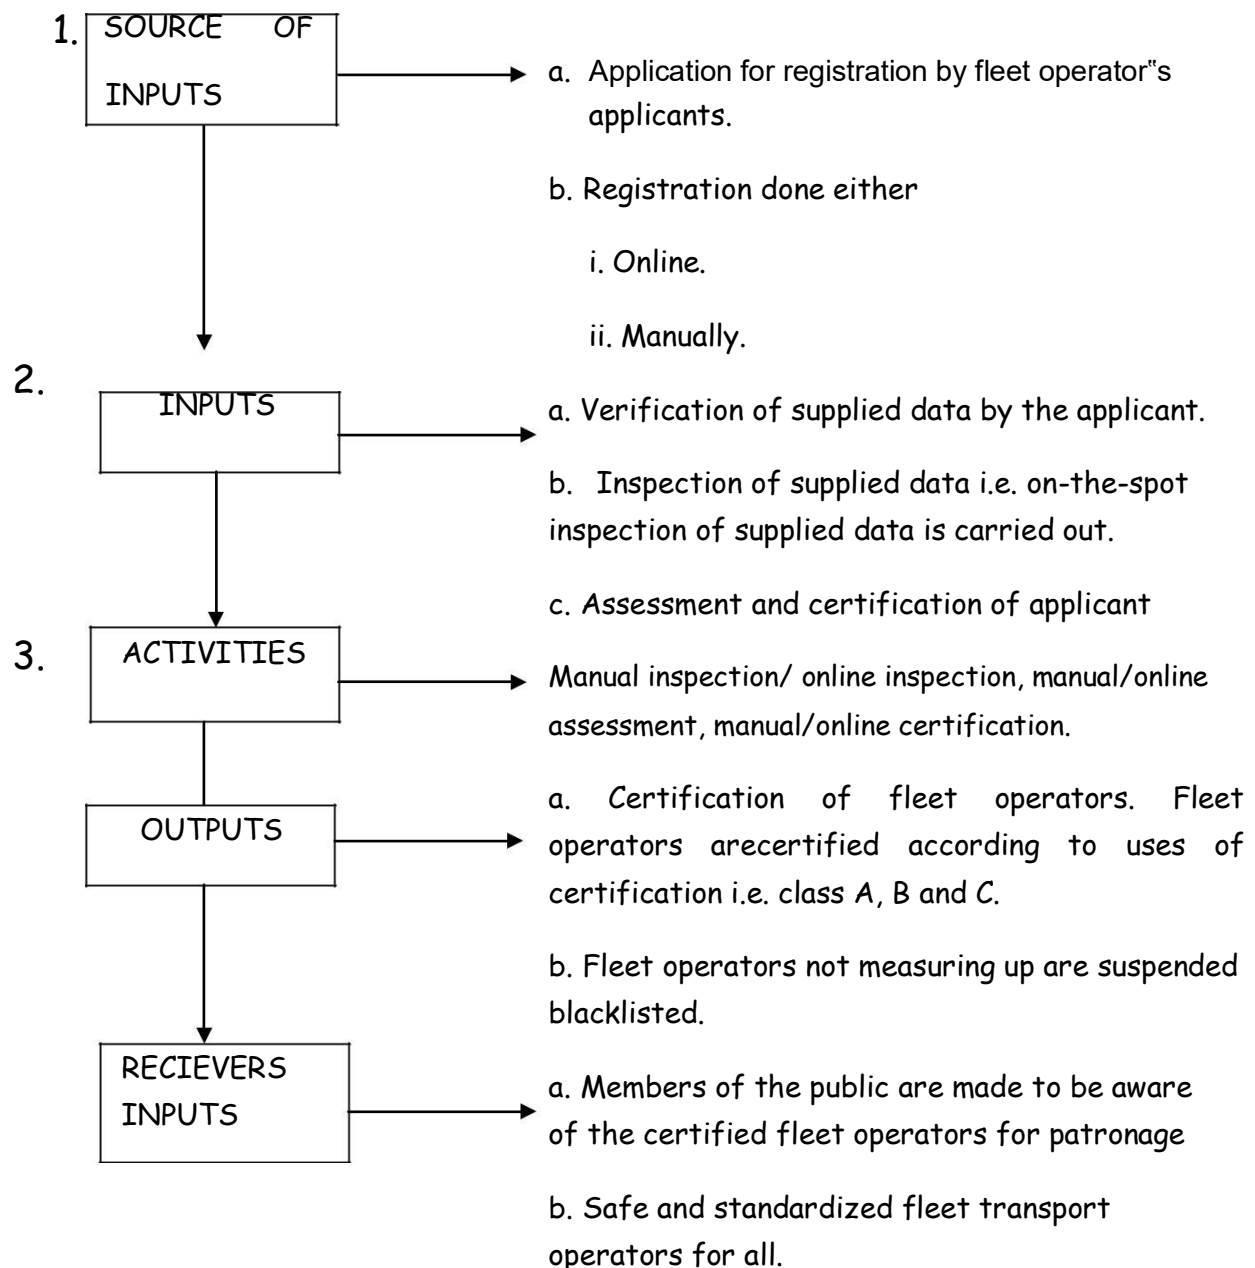 1. SOURCE OF
INPUTS
a. Application for registration by fleet operator‟s
applicants.
b. Registration done either
i. Online.
ii. Manually.
2. INPUTS
a. Verification of supplied data by the applicant.
b. Inspection of supplied data i.e. on-the-spot
inspection of supplied data is carried out.
c. Assessment and certification of applicant
3. ACTIVITIES
Manual inspection/ online inspection, manual/online
assessment, manual/online certification.
OUTPUTS
a. Certification of fleet operators. Fleet
operators arecertified according to uses of
certification i.e. class A, B and C.
b. Fleet operators not measuring up are suspended
blacklisted.
RECIEVERS
INPUTS
a. Members of the public are made to be aware
of the certified fleet operators for patronage
b. Safe and standardized fleet transport
operators for all.